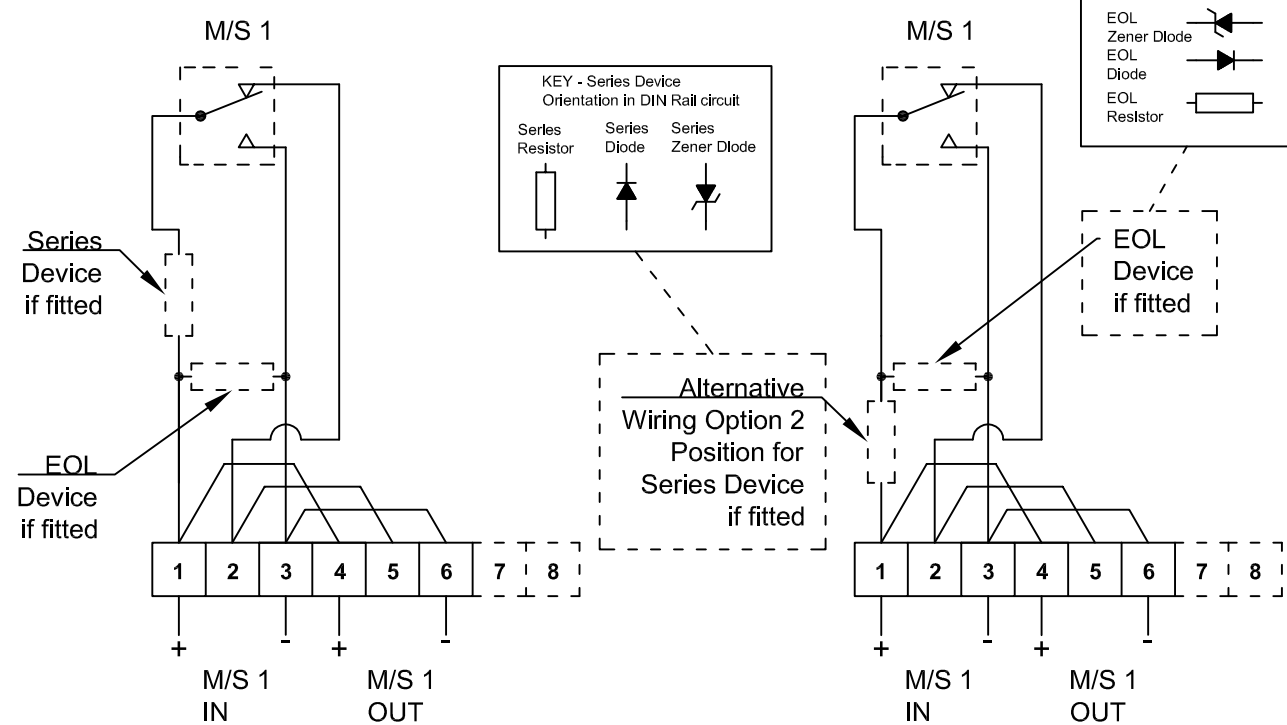 M/S 1
Series
Device
if fitted
EOL
Device
if fitted
1 2 3 4 5 6 7 8
+ - + -
M/S 1
IN
M/S 1
OUT
KEY - Series Device
Orientation in DIN Rail circuit
Series
Resistor
Series
Diode
Series
Zener Diode
Alternative
Wiring Option 2
Position for
Series Device
if fitted
M/S 1
EOL
Zener Diode
EOL
Diode
EOL
Resistor
EOL
Device
if fitted
1 2 3 4 5 6 7 8
+ - + -
M/S 1
IN
M/S 1
OUT